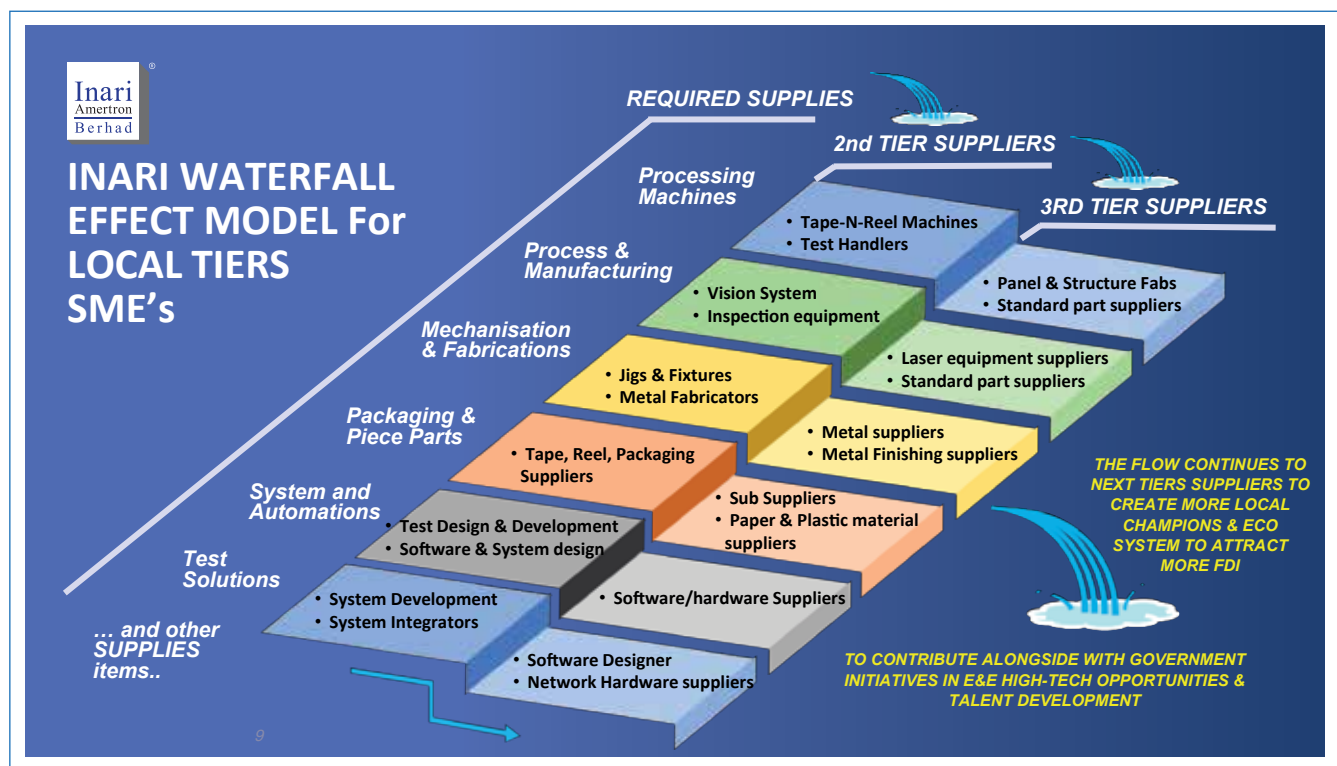 Inari
Amertron
Berhad
®
INARI WATERFALL
EFFECT MODEL For
LOCAL TIERS
SME's
REQUIRED SUPPLIES
2nd TIER SUPPLIERS
3RD TIER SUPPLIERS
Processing
Machines
• Tape-N-Reel Machines
• Test Handlers
• Panel & Structure Fabs
• Standard part suppliers
Process &
Manufacturing
• Vision System
• Inspection equipment
• Laser equipment suppliers
• Standard part suppliers
Mechanisation
& Fabrications
• Jigs & Fixtures
• Metal Fabricators
• Metal suppliers
• Metal Finishing suppliers
Packaging &
Piece Parts
• Tape, Reel, Packaging
Suppliers
• Sub Suppliers
• Paper & Plastic material
suppliers
System and
Automations
• Test Design & Development
• Software & System design
• Software/hardware Suppliers
Test
Solutions
• System Development
• System Integrators
• Software Designer
• Network Hardware suppliers
... and other
SUPPLIES
items..
THE FLOW CONTINUES TO
NEXT TIERS SUPPLIERS TO
CREATE MORE LOCAL
CHAMPIONS & ECO
SYSTEM TO ATTRACT
MORE FDI
TO CONTRIBUTE ALONGSIDE WITH GOVERNMENT
INITIATIVES IN E&E HIGH-TECH OPPORTUNITIES &
TALENT DEVELOPMENT
9